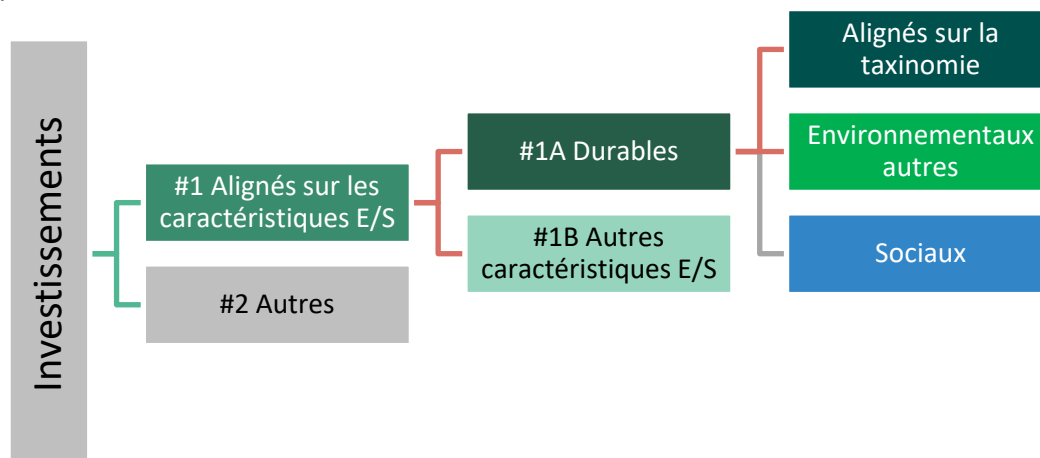 Investissements
#1 Alignés sur les
caractéristiques E/S
#2 Autres
#1A Durables
#1B Autres
caractéristiques E/S
Alignés sur la
taxinomie
Environnementaux
autres
Sociaux